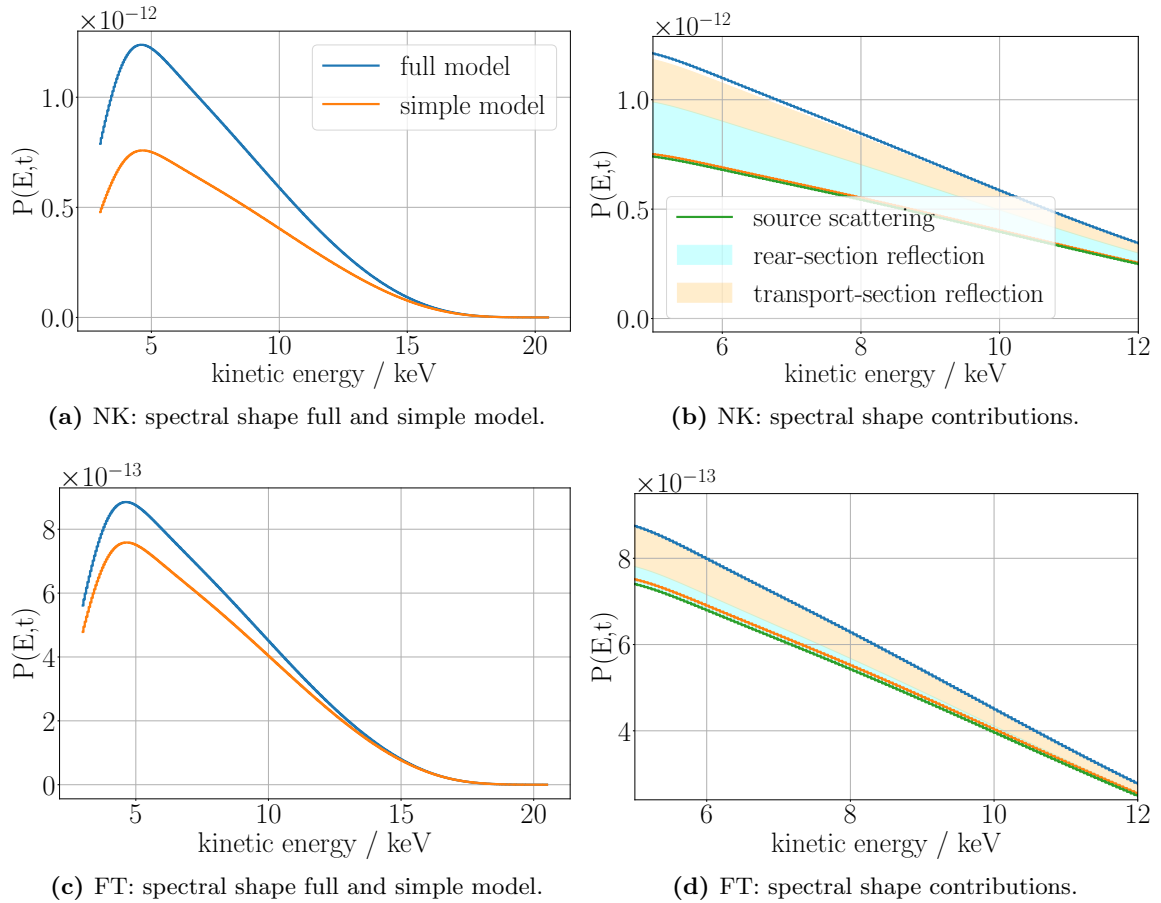 ×10⁻¹²
P(E,t)
1.0
0.5
0.0
full model
simple model
5
10
15
20
kinetic energy / keV
(a) NK: spectral shape full and simple model.
×10⁻¹²
P(E,t)
1.0
0.5
0.0
source scattering
rear-section reflection
transport-section reflection
6
8
10
12
kinetic energy / keV
(b) NK: spectral shape contributions.
×10⁻¹³
P(E,t)
8
6
4
2
0
5
10
15
20
kinetic energy / keV
(c) FT: spectral shape full and simple model.
×10⁻¹³
P(E,t)
8
6
4
6
8
10
12
kinetic energy / keV
(d) FT: spectral shape contributions.